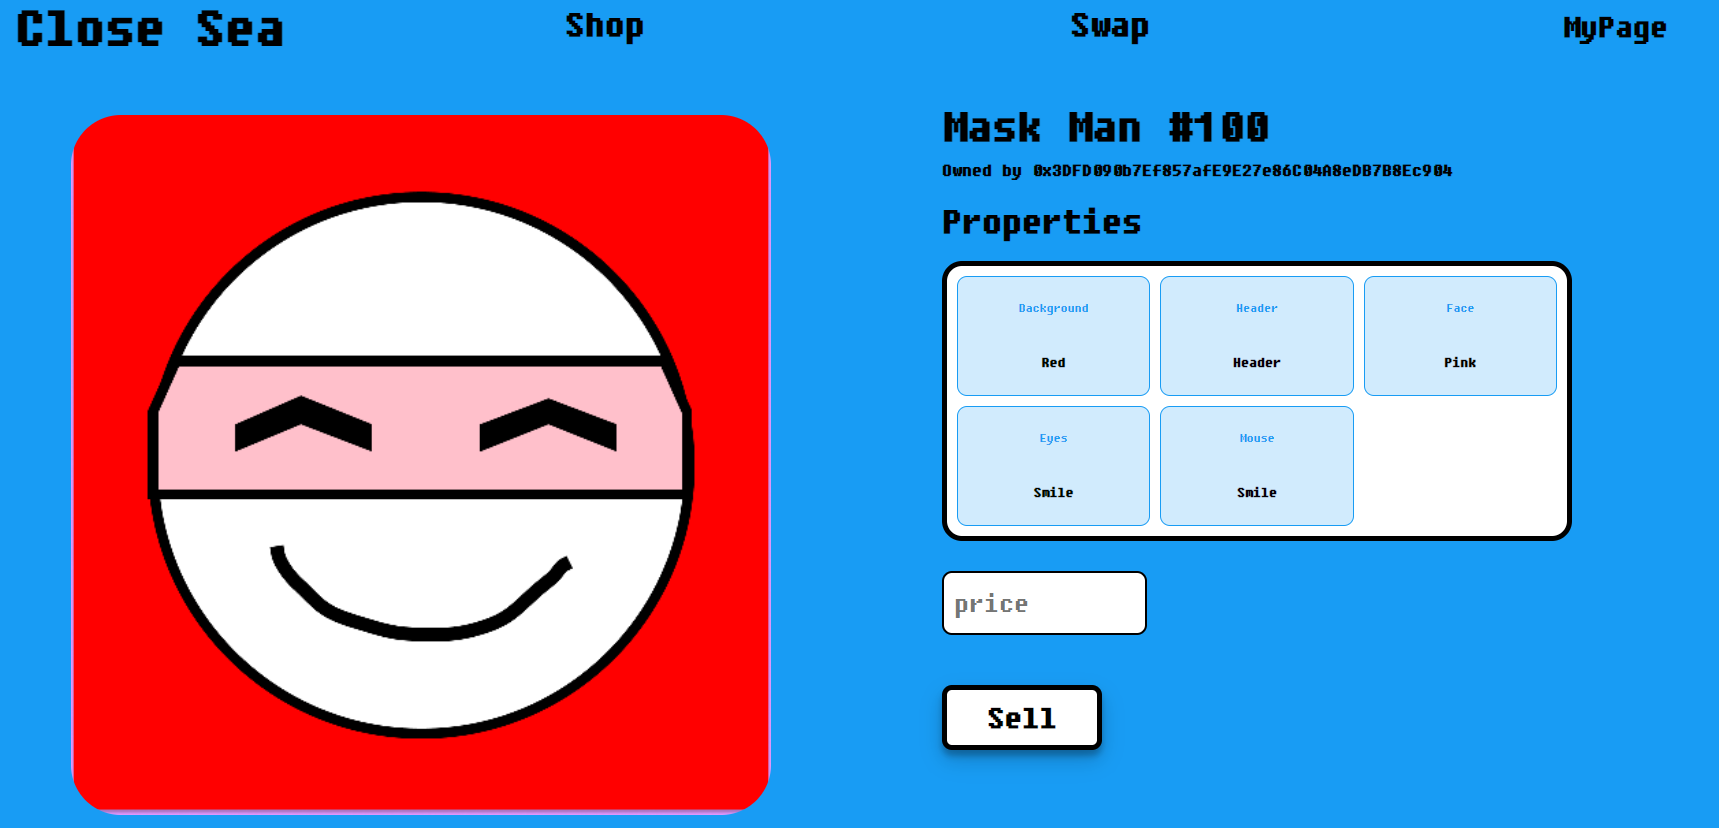 Close Sea Shop Swap MyPage
Mask Man #100
Owned by 0x3DFD090b7Ef857afE9E27e86C04A8eDB7B8Ec904
Properties
Background Header Face
Red Header Pink
Eyes Mouse
Smile Smile
price
Sell